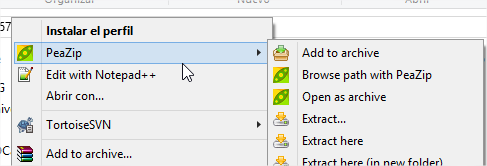 Organizar Nuevo Abrir
Instalar el perfil
PeaZip
Edit with Notepad++
Abrir con...
TortoiseSVN
Add to archive...
Add to archive
Browse path with PeaZip
Open as archive
Extract...
Extract here
Extract here (in new folder)